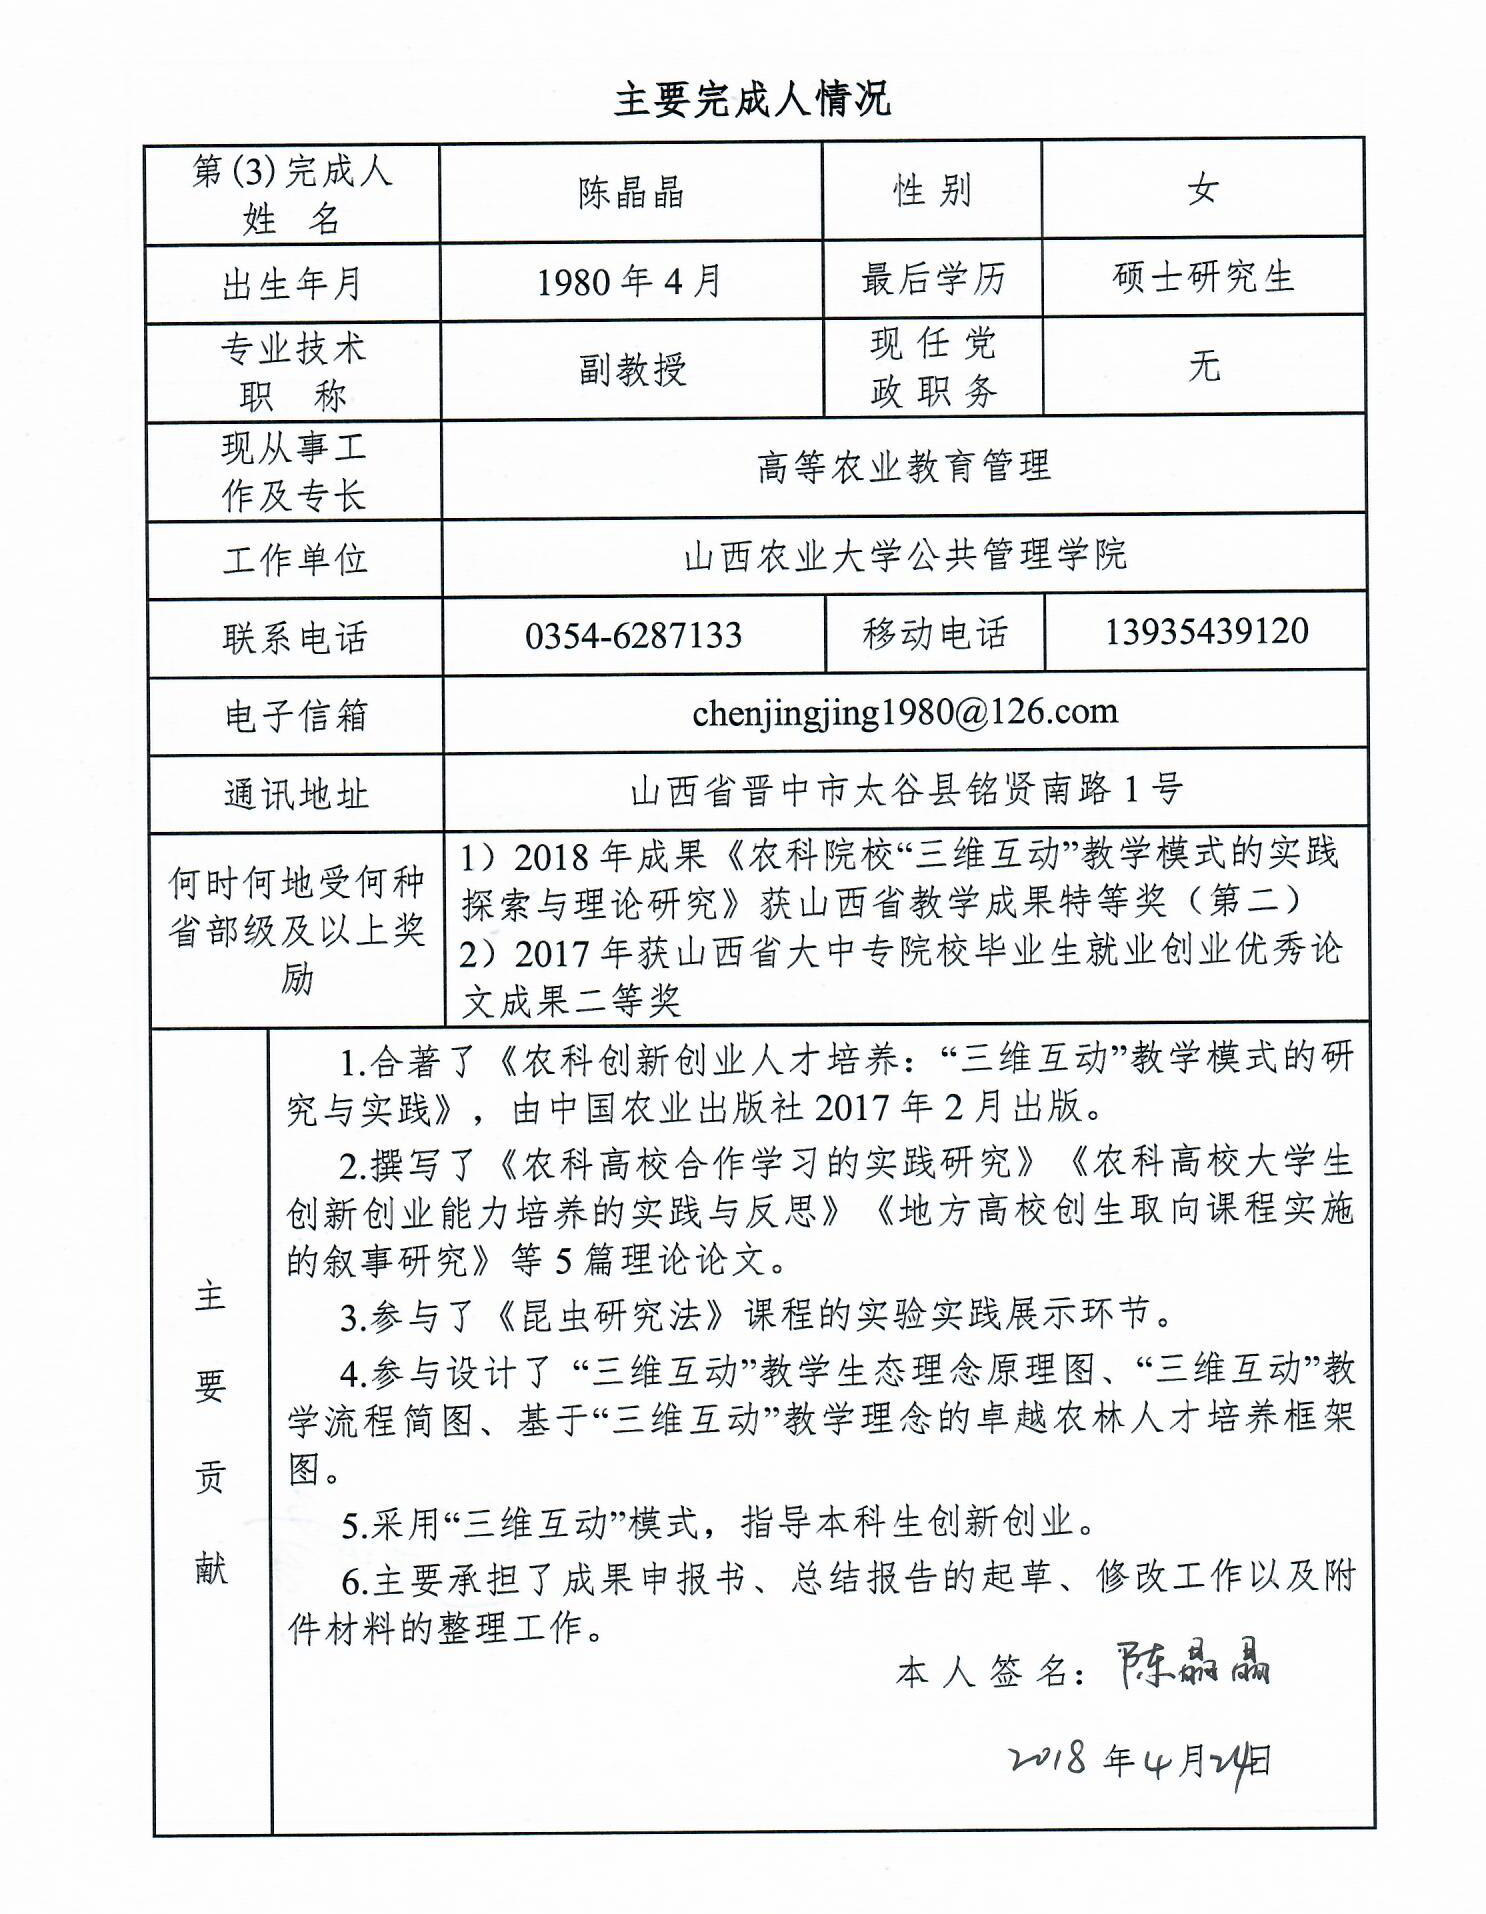 主要完成人情况
第(3)完成人
姓 名
陈晶晶
性别
女
出生年月
1980年4月
最后学历
硕士研究生
专业技术
职 称
副教授
现任党
政职务
无
现从事工
作及专长
高等农业教育管理
工作单位
山西农业大学公共管理学院
联系电话
0354-6287133
移动电话
13935439120
电子信箱
chenjingjing1980@126.com
通讯地址
山西省晋中市太谷县铭贤南路1号
何时何地受何种
省部级及以上奖
励
1）2018年成果《农科院校“三维互动”教学模式的实践
探索与理论研究》获山西省教学成果特等奖（第二）
2）2017年获山西省大中专院校毕业生就业创业优秀论
文成果二等奖
主
要
贡
献
1.合著了《农科创新创业人才培养：“三维互动”教学模式的研
究与实践》，由中国农业出版社2017年2月出版。
2.撰写了《农科高校合作学习的实践研究》《农科高校大学生
创新创业能力培养的实践与反思》《地方高校创生取向课程实施
的叙事研究》等5篇理论论文。
3.参与了《昆虫研究法》课程的实验实践展示环节。
4.参与设计了“三维互动”教学生态理念原理图、“三维互动”教
学流程简图、基于“三维互动”教学理念的卓越农林人才培养框架
图。
5.采用“三维互动”模式，指导本科生创新创业。
6.主要承担了成果申报书、总结报告的起草、修改工作以及附
件材料的整理工作。
本人签名：陈晶晶
2018年4月24日